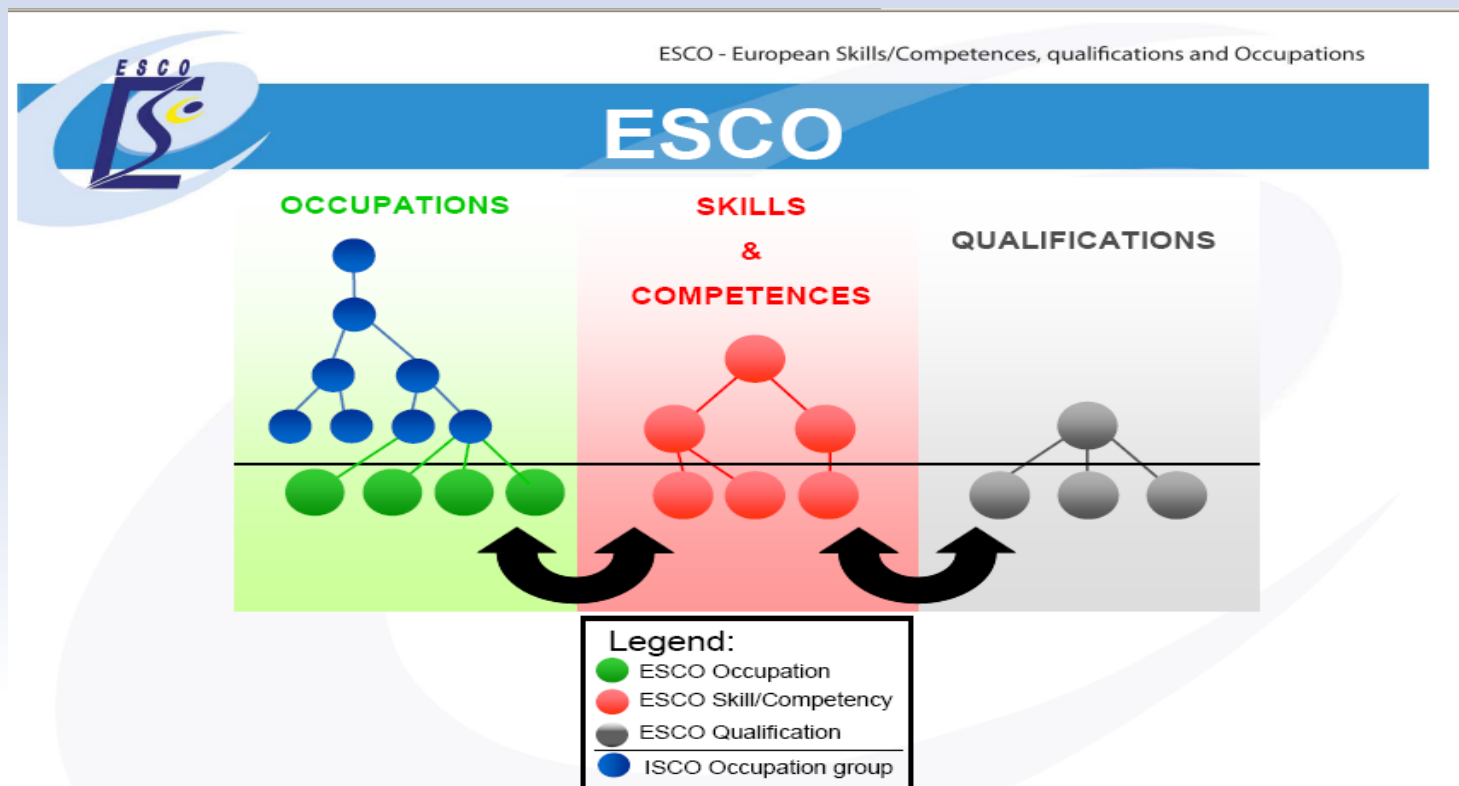 ESCO - European Skills/Competences, qualifications and Occupations
E S C O
ESCO
OCCUPATIONS
SKILLS
&
COMPETENCES
QUALIFICATIONS
Legend:
ESCO Occupation
ESCO Skill/Competency
ESCO Qualification
ISCO Occupation group